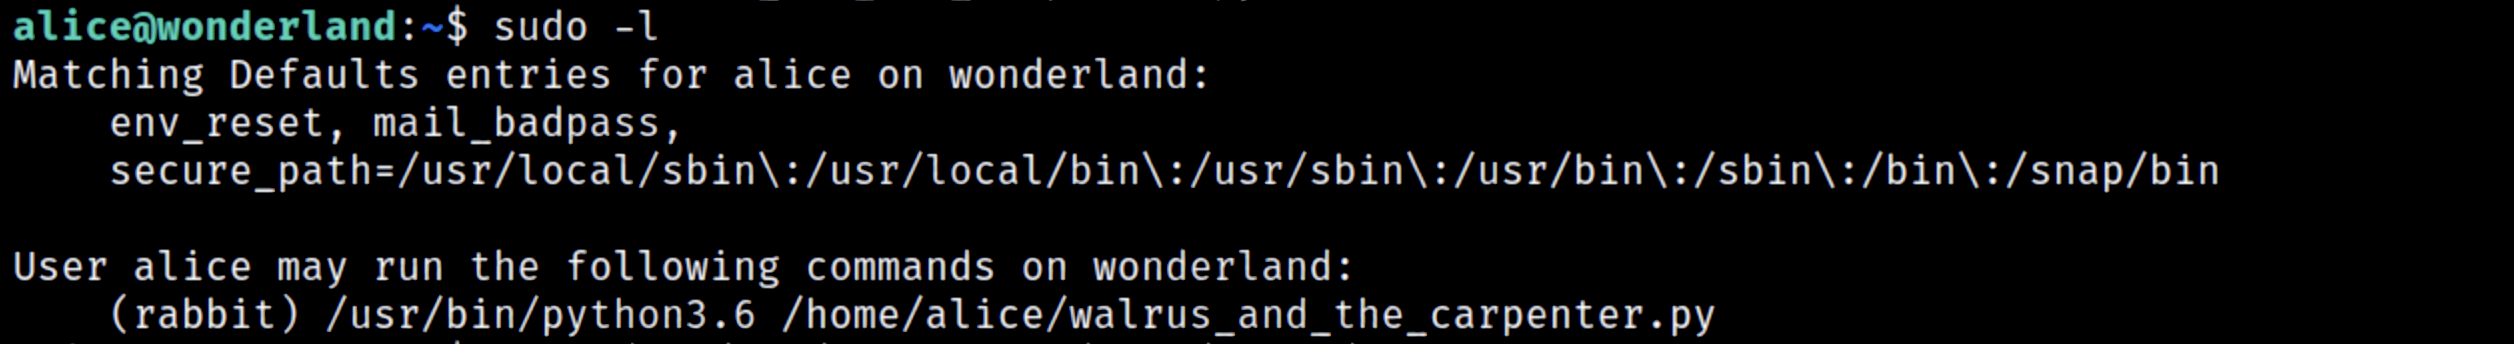 alice@wonderland:~$ sudo -l
Matching Defaults entries for alice on wonderland:
    env_reset, mail_badpass,
    secure_path=/usr/local/sbin\:/usr/local/bin\:/usr/sbin\:/usr/bin\:/sbin\:/bin\:/snap/bin

User alice may run the following commands on wonderland:
    (rabbit) /usr/bin/python3.6 /home/alice/walrus_and_the_carpenter.py